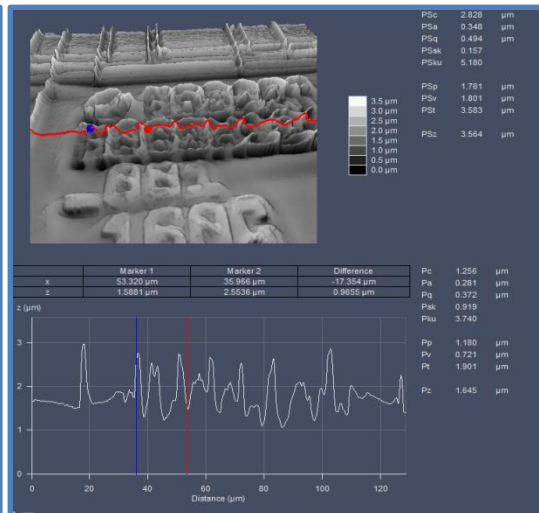 PSc 2.828 µm
PSa 0.348 µm
PSq 0.494 µm
PSsk 0.157
PSku 5.180
PSp 1.781 µm
PSv 1.801 µm
PSt 3.583 µm
PSz 3.564 µm
3.5 µm
3.0 µm
2.5 µm
2.0 µm
1.5 µm
1.0 µm
0.5 µm
0.0 µm
Marker 1 Marker 2 Difference
x 53.320 µm 35.966 µm -17.354 µm
z 1.5881 µm 2.5536 µm 0.9655 µm
Pc 1.256 µm
Pa 0.281 µm
Pq 0.372 µm
Psk 0.919
Pku 3.740
Pp 1.180 µm
Pv 0.721 µm
Pt 1.901 µm
Pz 1.645 µm
z (µm)
3
2
1
0
0 20 40 60 80 100 120
Distance (µm)